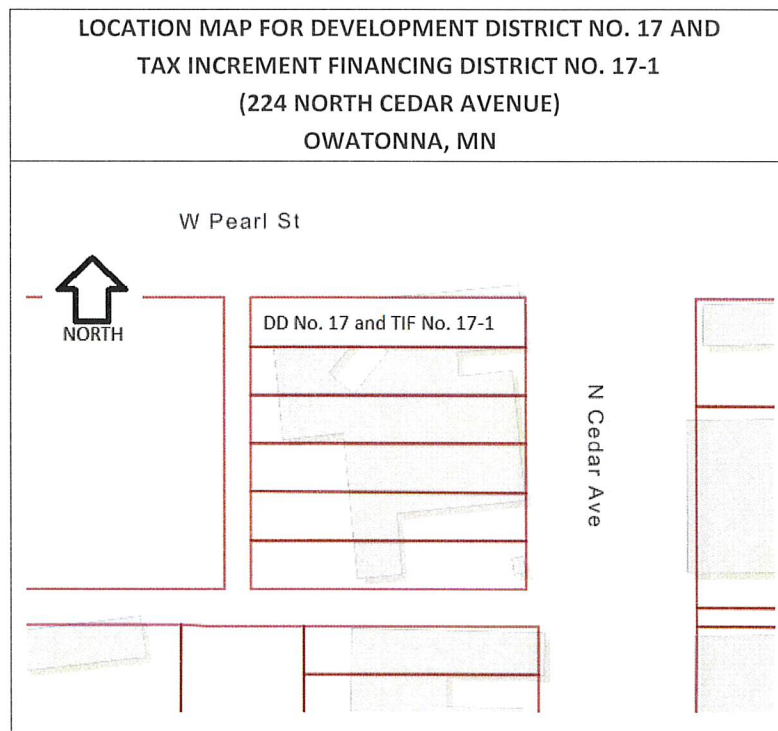 LOCATION MAP FOR DEVELOPMENT DISTRICT NO. 17 AND
TAX INCREMENT FINANCING DISTRICT NO. 17-1
(224 NORTH CEDAR AVENUE)
OWATONNA, MN
W Pearl St
NORTH
DD No. 17 and TIF No. 17-1
N Cedar Ave